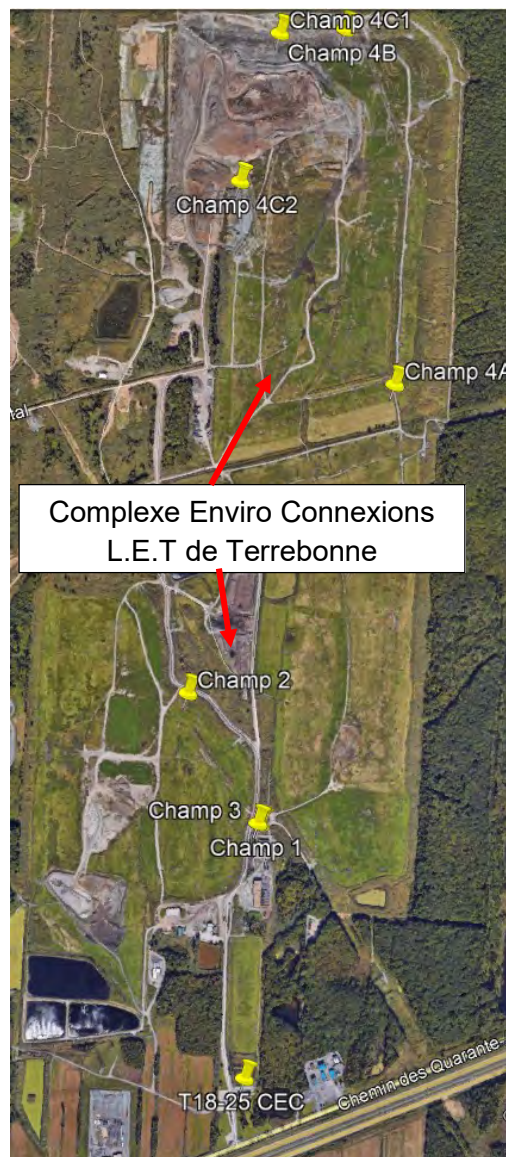 Champ 4C1
Champ 4B
Champ 4C2
Champ 4A
tal
Complexe Enviro Connexions
L.E.T de Terrebonne
Champ 2
Champ 3
Champ 1
Chemin des Quarante-
T18-25 CEC